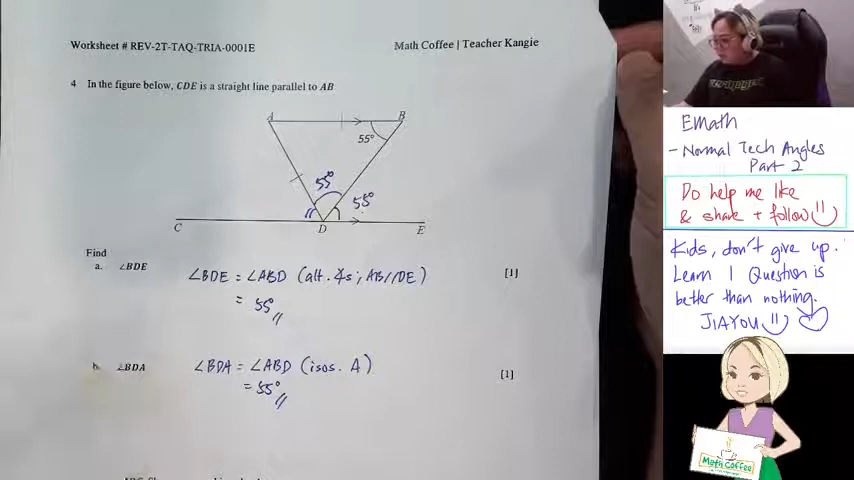 Worksheet # REV-2T-TAQ-TRIA-0001E
Math Coffee | Teacher Kangie
4 In the figure below, CDE is a straight line parallel to AB
A
B
55°
55°
55°
C
D
E
Find
a. ∠BDE
∠BDE = ∠ABD (alt. ∠s, AB//DE)
= 55°
[1]
b. ∠BDA
∠BDA = ∠ABD (isos. Δ)
= 55°
[1]
EMath
- Normal Tech Angles
Part 2
Do help me like
& share + follow
Kids, don't give up.
Learn 1 Question is
better than nothing.
JIAYOU
Math Coffee